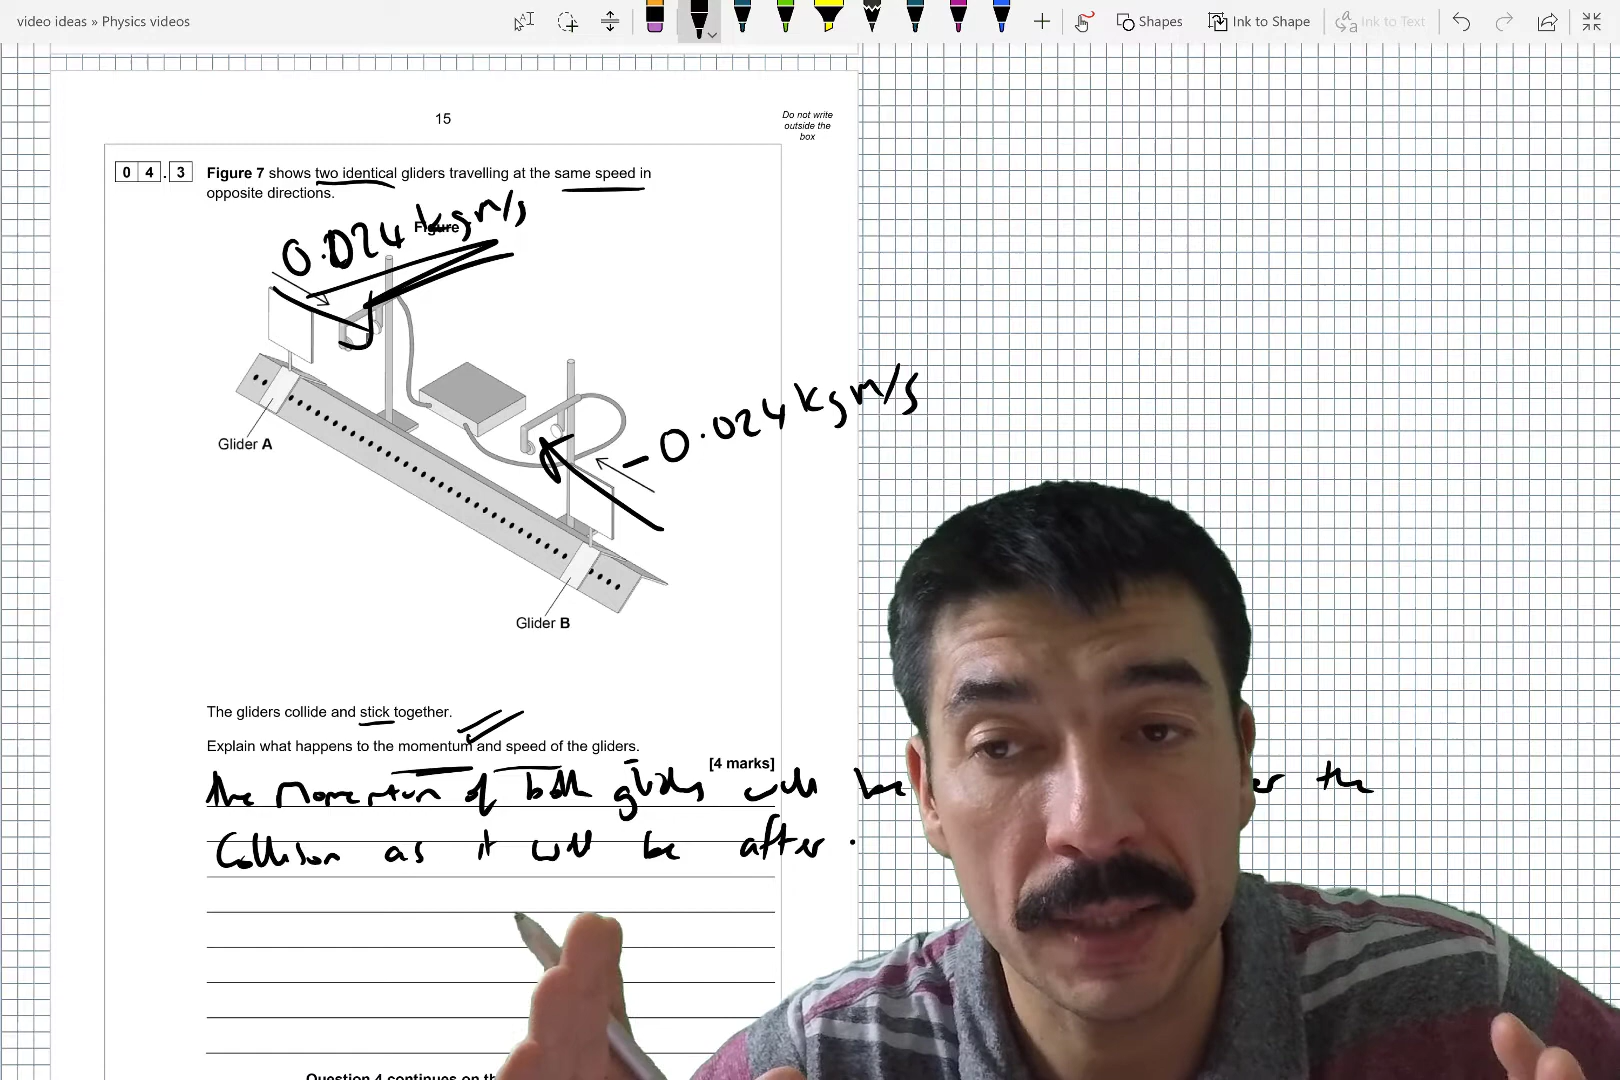 video ideas » Physics videos
Shapes
Ink to Shape
Ink to Text
15
Do not write
outside the
box
0 4 . 3 Figure 7 shows two identical gliders travelling at the same speed in
opposite directions.
Figure
0.024 kgm/s
-0.024 kgm/s
Glider A
Glider B
The gliders collide and stick together.
Explain what happens to the momentum and speed of the gliders.
[4 marks]
The momentum of both gliders will be the
Collision as it will be after.
Question 4 continues on th